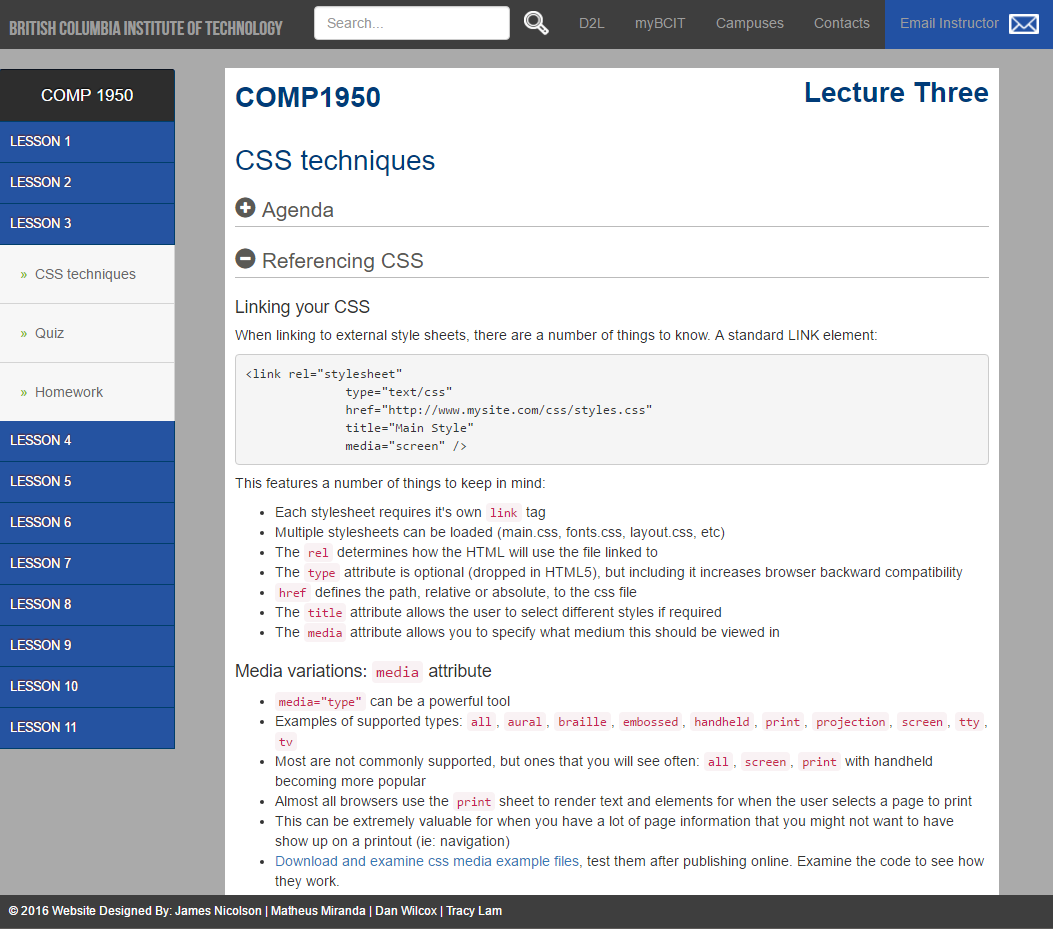 BRITISH COLUMBIA INSTITUTE OF TECHNOLOGY
Search...
D2L
myBCIT
Campuses
Contacts
Email Instructor
COMP 1950
LESSON 1
LESSON 2
LESSON 3
» CSS techniques
» Quiz
» Homework
LESSON 4
LESSON 5
LESSON 6
LESSON 7
LESSON 8
LESSON 9
LESSON 10
LESSON 11
COMP1950
Lecture Three
CSS techniques
Agenda
Referencing CSS
Linking your CSS
When linking to external style sheets, there are a number of things to know. A standard LINK element:
<link rel="stylesheet"
type="text/css"
href="http://www.mysite.com/css/styles.css"
title="Main Style"
media="screen" />
This features a number of things to keep in mind:
• Each stylesheet requires it's own link tag
• Multiple stylesheets can be loaded (main.css, fonts.css, layout.css, etc)
• The rel determines how the HTML will use the file linked to
• The type attribute is optional (dropped in HTML5), but including it increases browser backward compatibility
• href defines the path, relative or absolute, to the css file
• The title attribute allows the user to select different styles if required
• The media attribute allows you to specify what medium this should be viewed in
Media variations: media attribute
• media="type" can be a powerful tool
• Examples of supported types: all, aural, braille, embossed, handheld, print, projection, screen, tty,
tv
• Most are not commonly supported, but ones that you will see often: all, screen, print with handheld
becoming more popular
• Almost all browsers use the print sheet to render text and elements for when the user selects a page to print
• This can be extremely valuable for when you have a lot of page information that you might not want to have
show up on a printout (ie: navigation)
• Download and examine css media example files, test them after publishing online. Examine the code to see how
they work.
© 2016 Website Designed By: James Nicolson | Matheus Miranda | Dan Wilcox | Tracy Lam